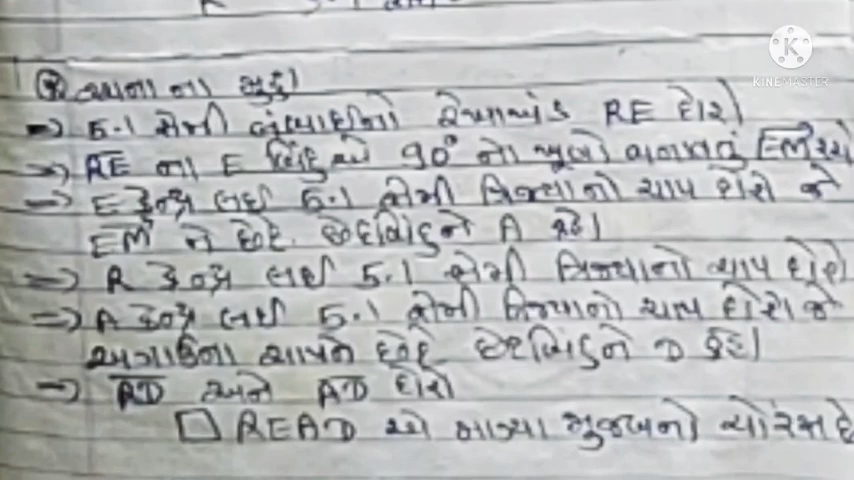 KINEMASTER
રચના ના મુદ્દા
→ 5.1 સેમી લંબાઈનો રેખાખંડ RE દોરો
→ RE ના E બિંદુએ 90° નો ખૂણો બનાવતું EM રચો
→ E કેન્દ્ર લઈ 5.1 સેમી ત્રિજ્યાનો ચાપ દોરો જે
EM ને છેદે. છેદબિંદુને A કહો
→ R કેન્દ્ર લઈ 5.1 સેમી ત્રિજ્યાનો ચાપ દોરો
→ A કેન્દ્ર લઈ 5.1 સેમી ત્રિજ્યાનો ચાપ દોરો જે
અગાઉના ચાપને છેદે છેદબિંદુને D કહો
→ RD અને AD દોરો
□ READ એ માગ્યા મુજબનો ચોરસ છે